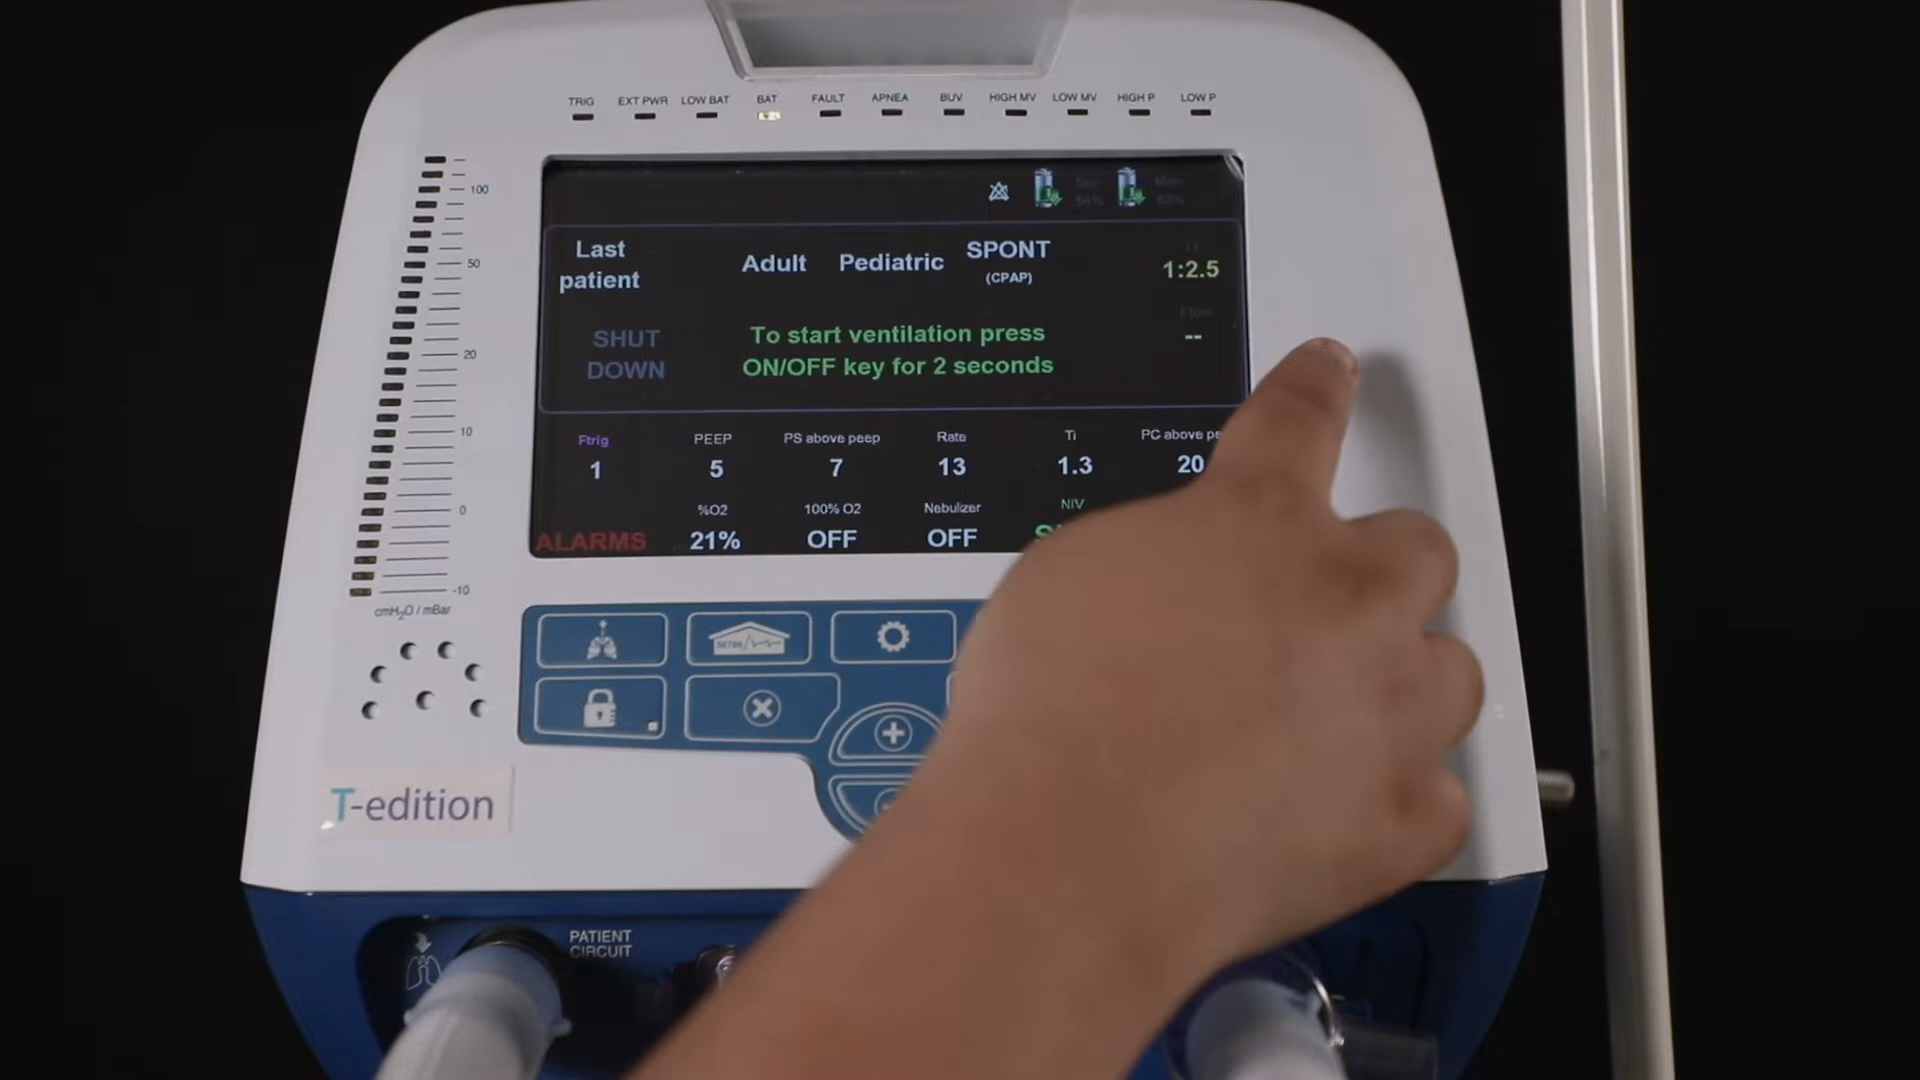 TRIG EXT PWR LOW BAT BAT FAULT APNEA BUV HIGH MV LOW MV HIGH P LOW P
100
50
20
10
0
-10
cmH2O / mBar
Last
patient
Adult Pediatric SPONT
(CPAP)
1:2.5
SHUT
DOWN
To start ventilation press
ON/OFF key for 2 seconds
Flow
--
Ftrig PEEP PS above peep Rate Ti PC above
1 5 7 13 1.3 20
%O2 100% O2 Nebulizer NIV
ALARMS 21% OFF OFF
T-edition
PATIENT
CIRCUIT